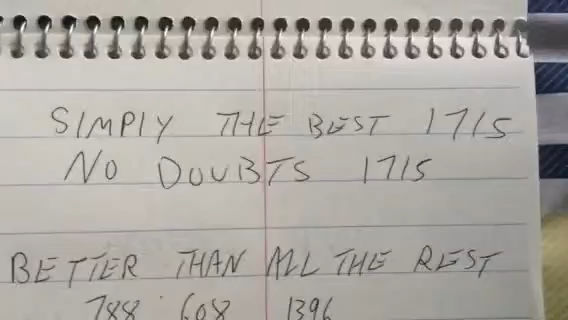 SIMPLY THE BEST 1715
NO DOUBTS 1715
BETTER THAN ALL THE REST
788 608 1396